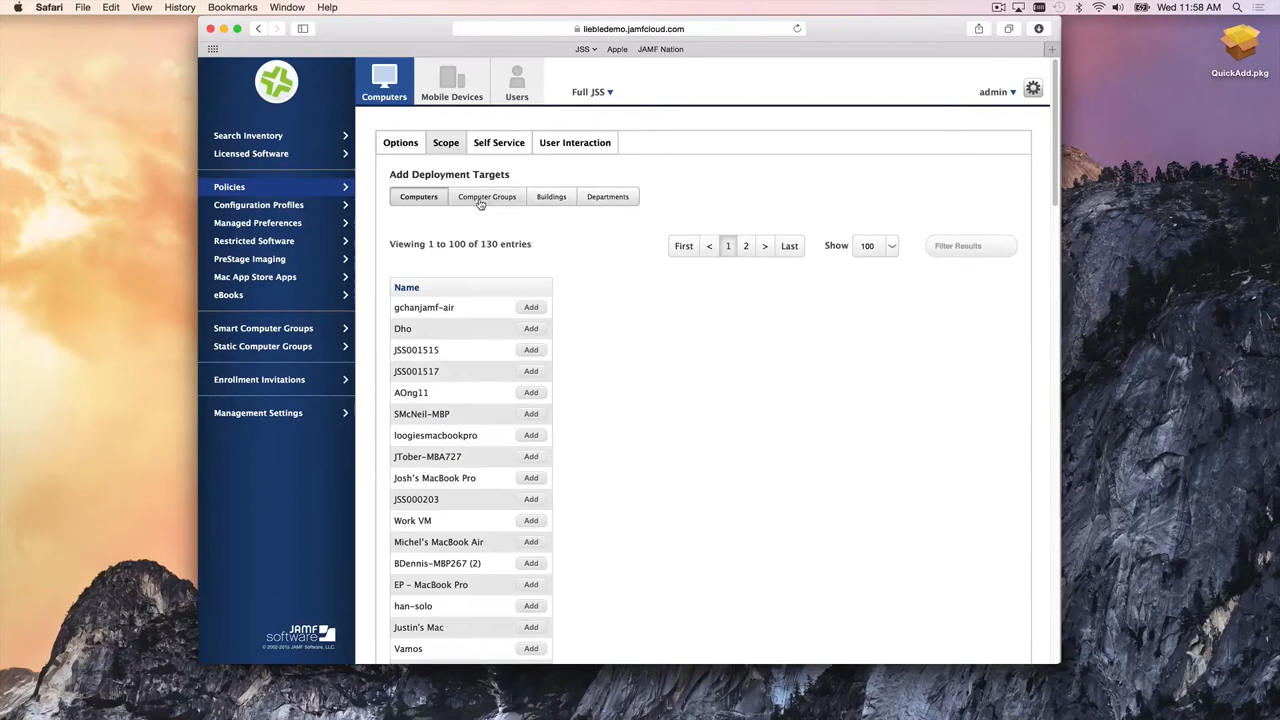 Safari File Edit View History Bookmarks Window Help
Wed 11:58 AM
liebledemo.jamfcloud.com
JSS Apple JAMF Nation
QuickAdd.pkg
Computers Mobile Devices Users
Full JSS
admin
Search Inventory
Licensed Software
Policies
Configuration Profiles
Managed Preferences
Restricted Software
PreStage Imaging
Mac App Store Apps
eBooks
Smart Computer Groups
Static Computer Groups
Enrollment Invitations
Management Settings
JAMF
software
© 2002-2015 JAMF Software, LLC.
Options Scope Self Service User Interaction
Add Deployment Targets
Computers Computer Groups Buildings Departments
Viewing 1 to 100 of 130 entries
First < 1 2 > Last Show 100 Filter Results
Name
gchanjamf-air Add
Dho Add
JSS001515 Add
JSS001517 Add
AOng11 Add
SMcNeil-MBP Add
loogiesmacbookpro Add
JTober-MBA727 Add
Josh's MacBook Pro Add
JSS000203 Add
Work VM Add
Michel's MacBook Air Add
BDennis-MBP267 (2) Add
EP - MacBook Pro Add
han-solo Add
Justin's Mac Add
Vamos Add